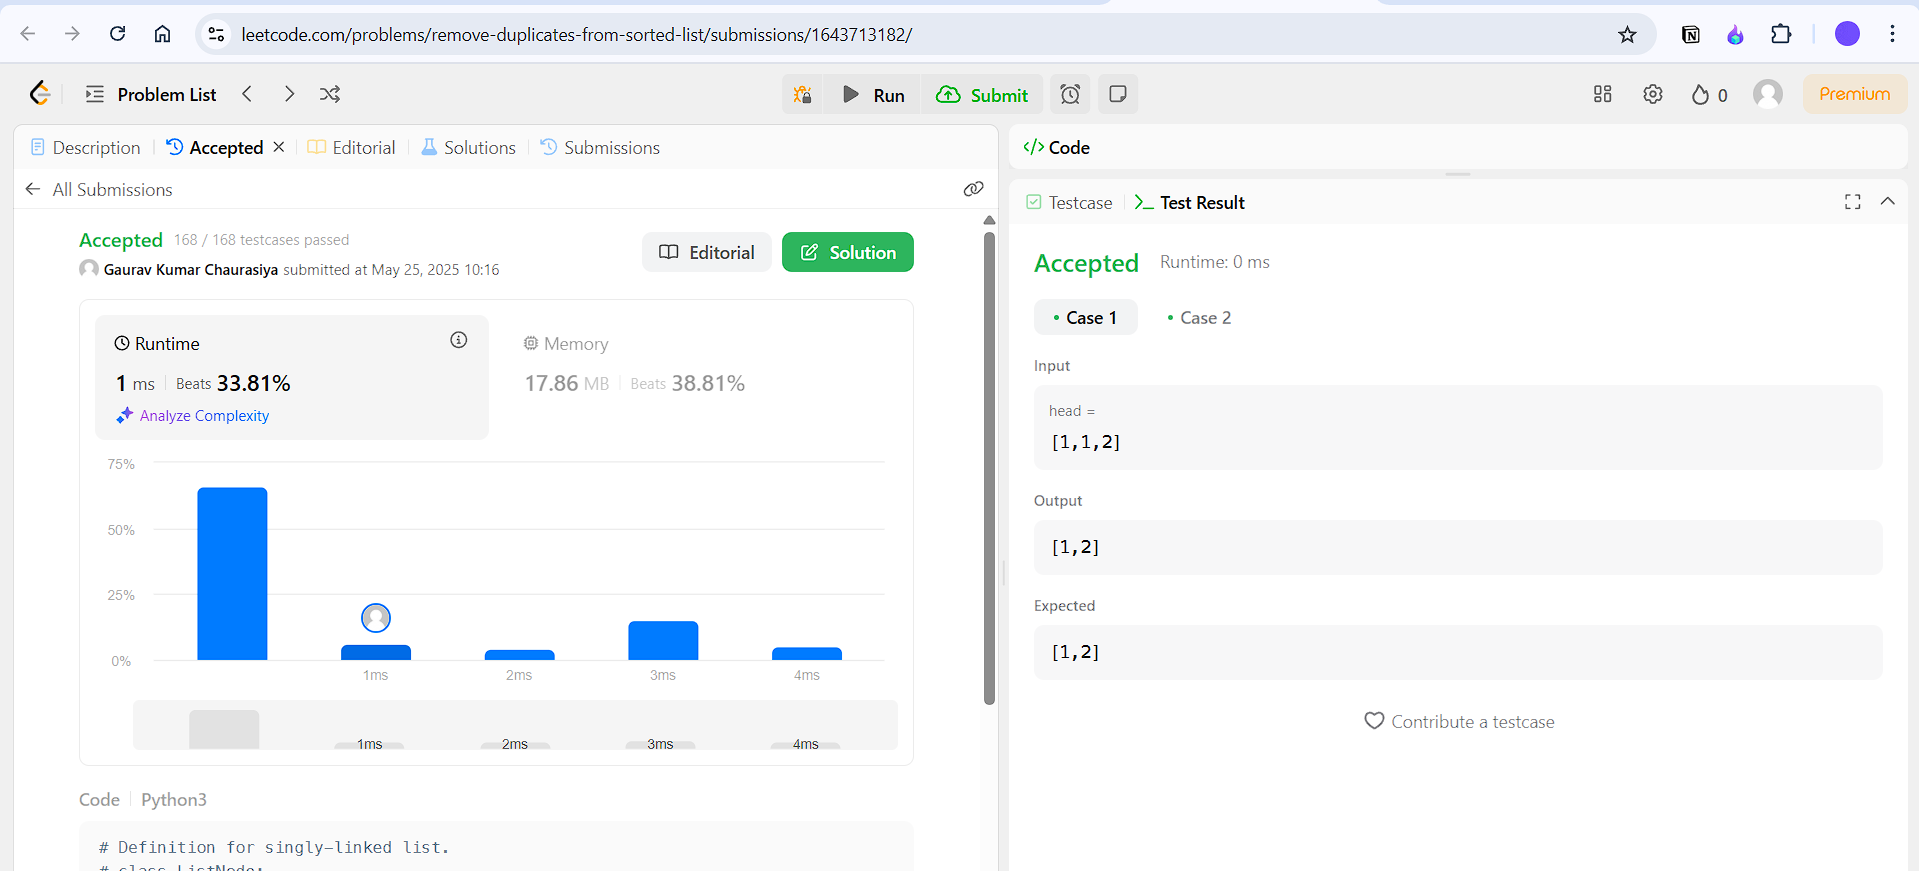 leetcode.com/problems/remove-duplicates-from-sorted-list/submissions/1643713182/
Problem List
Run
Submit
0
Premium
Description
Accepted
Editorial
Solutions
Submissions
All Submissions
Accepted 168 / 168 testcases passed
Gaurav Kumar Chaurasiya submitted at May 25, 2025 10:16
Editorial
Solution
Runtime
1 ms Beats 33.81%
Analyze Complexity
Memory
17.86 MB Beats 38.81%
75%
50%
25%
0%
1ms 2ms 3ms 4ms
1ms 2ms 3ms 4ms
Code Python3
# Definition for singly-linked list.
# class ListNode:
</> Code
Testcase
Test Result
Accepted Runtime: 0 ms
Case 1 Case 2
Input
head =
[1,1,2]
Output
[1,2]
Expected
[1,2]
Contribute a testcase